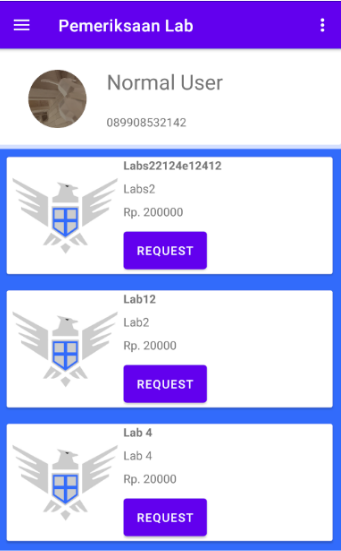 Pemeriksaan Lab
Normal User
089908532142
Labs22124e12412
Labs2
Rp. 200000
REQUEST
Lab12
Lab2
Rp. 20000
REQUEST
Lab 4
Lab 4
Rp. 20000
REQUEST